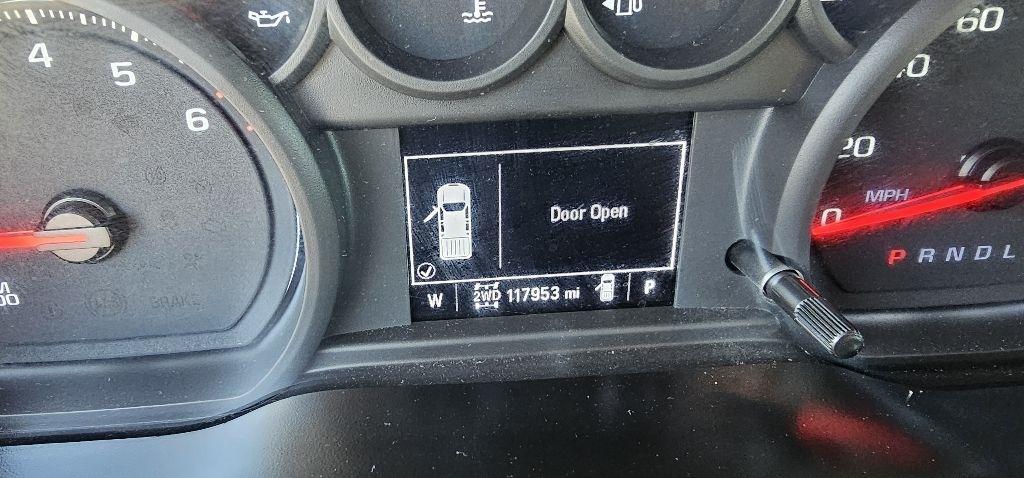 4
5
6
60
40
20
0
MPH
P R N D L
Door Open
W 2WD 117953 mi P
BRAKE